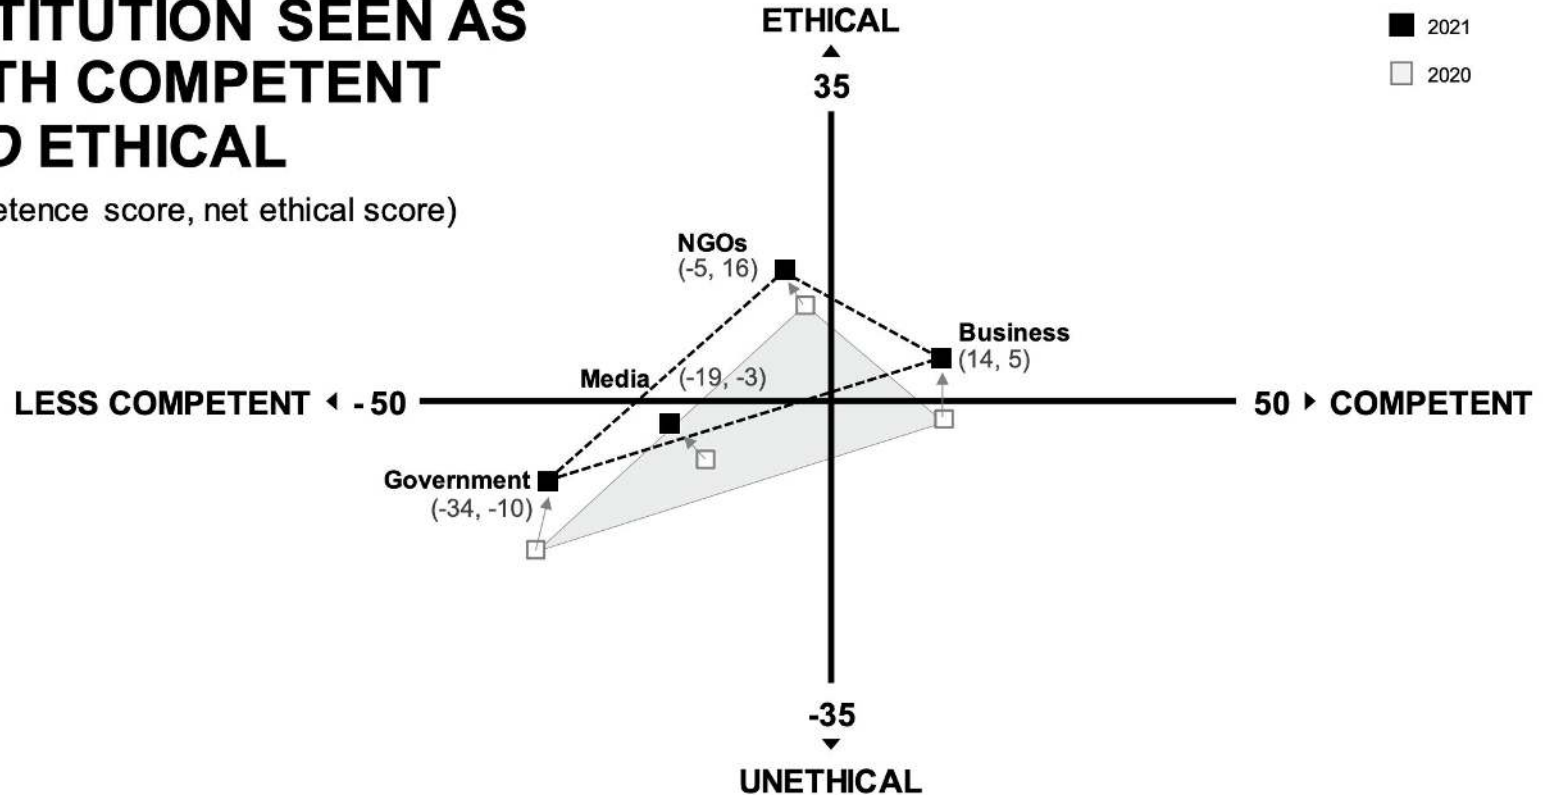 TITUTION SEEN AS
TH COMPETENT
D ETHICAL
etence score, net ethical score)
ETHICAL
35
2021
2020
NGOs
(-5, 16)
Business
(14, 5)
Media
(-19, -3)
LESS COMPETENT
-50
50
COMPETENT
Government
(-34, -10)
-35
UNETHICAL